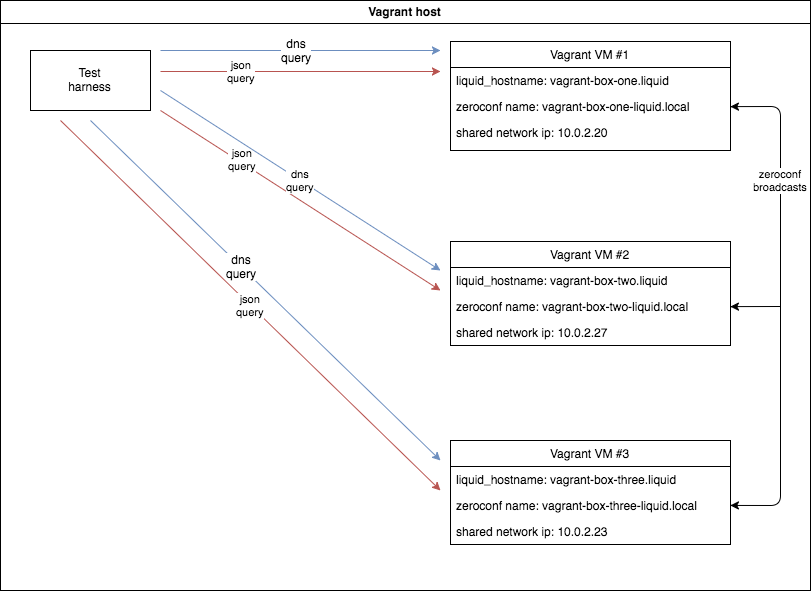 Vagrant host
Test
harness
dns
query
json
query
Vagrant VM #1
liquid_hostname: vagrant-box-one.liquid
zeroconf name: vagrant-box-one-liquid.local
shared network ip: 10.0.2.20
json
query
dns
query
zeroconf
broadcasts
Vagrant VM #2
liquid_hostname: vagrant-box-two.liquid
zeroconf name: vagrant-box-two-liquid.local
shared network ip: 10.0.2.27
dns
query
json
query
Vagrant VM #3
liquid_hostname: vagrant-box-three.liquid
zeroconf name: vagrant-box-three-liquid.local
shared network ip: 10.0.2.23